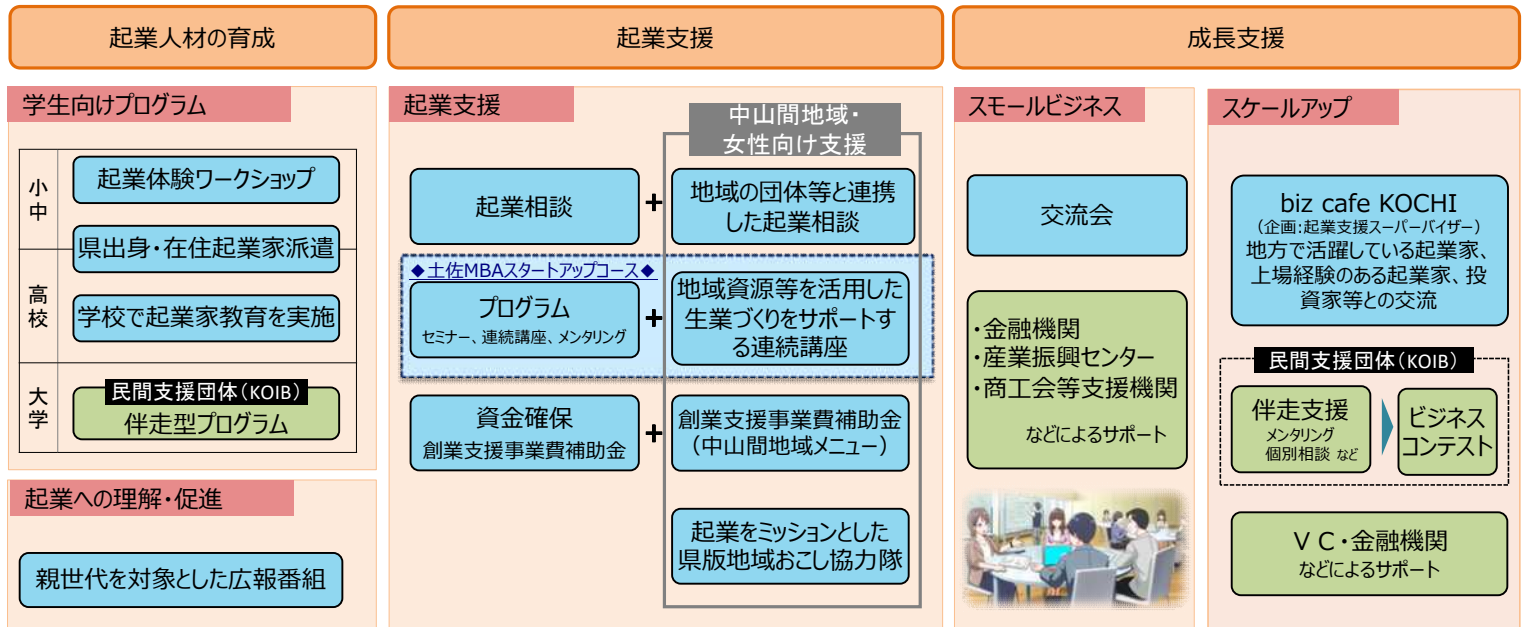 起業人材の育成
起業支援
成長支援
学生向けプログラム
小中
起業体験ワークショップ
県出身・在住起業家派遣
高校
学校で起業家教育を実施
大学
民間支援団体(KOIB)
伴走型プログラム
起業への理解・促進
親世代を対象とした広報番組
起業支援
中山間地域・
女性向け支援
起業相談
+
地域の団体等と連携
した起業相談
◆土佐MBAスタートアップコース◆
プログラム
セミナー、連続講座、メンタリング
+
地域資源等を活用した
生業づくりをサポートす
る連続講座
資金確保
創業支援事業費補助金
+
創業支援事業費補助金
(中山間地域メニュー)
起業をミッションとした
県版地域おこし協力隊
スモールビジネス
交流会
・金融機関
・産業振興センター
・商工会等支援機関
などによるサポート
スケールアップ
biz cafe KOCHI
(企画:起業支援スーパーバイザー)
地方で活躍している起業家、
上場経験のある起業家、投
資家等との交流
民間支援団体(KOIB)
伴走支援
メンタリング
個別相談 など
ビジネス
コンテスト
VC・金融機関
などによるサポート